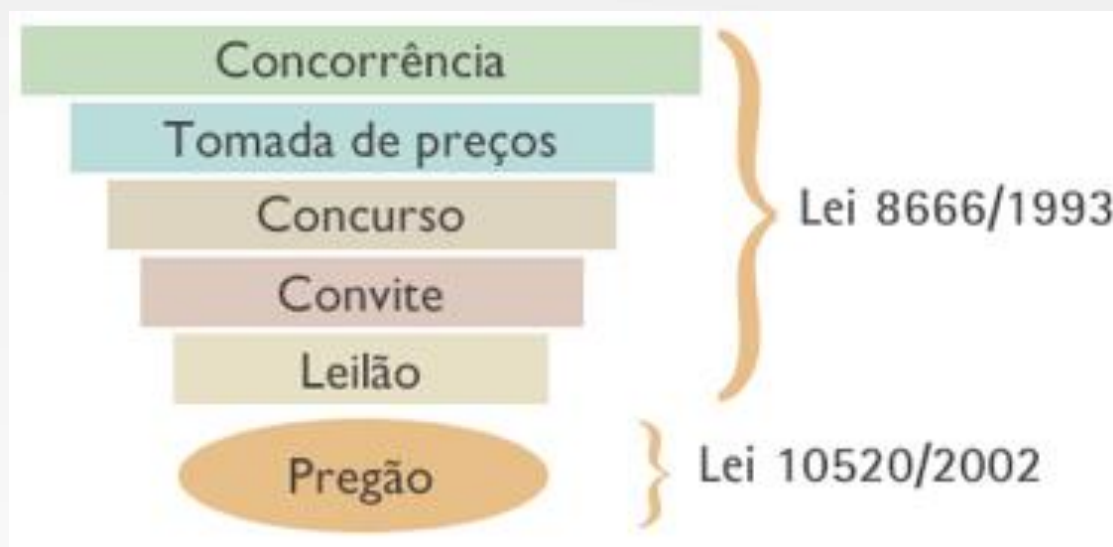 Concorrência
Tomada de preços
Concurso
Convite
Leilão
Lei 8666/1993
Pregão
Lei 10520/2002